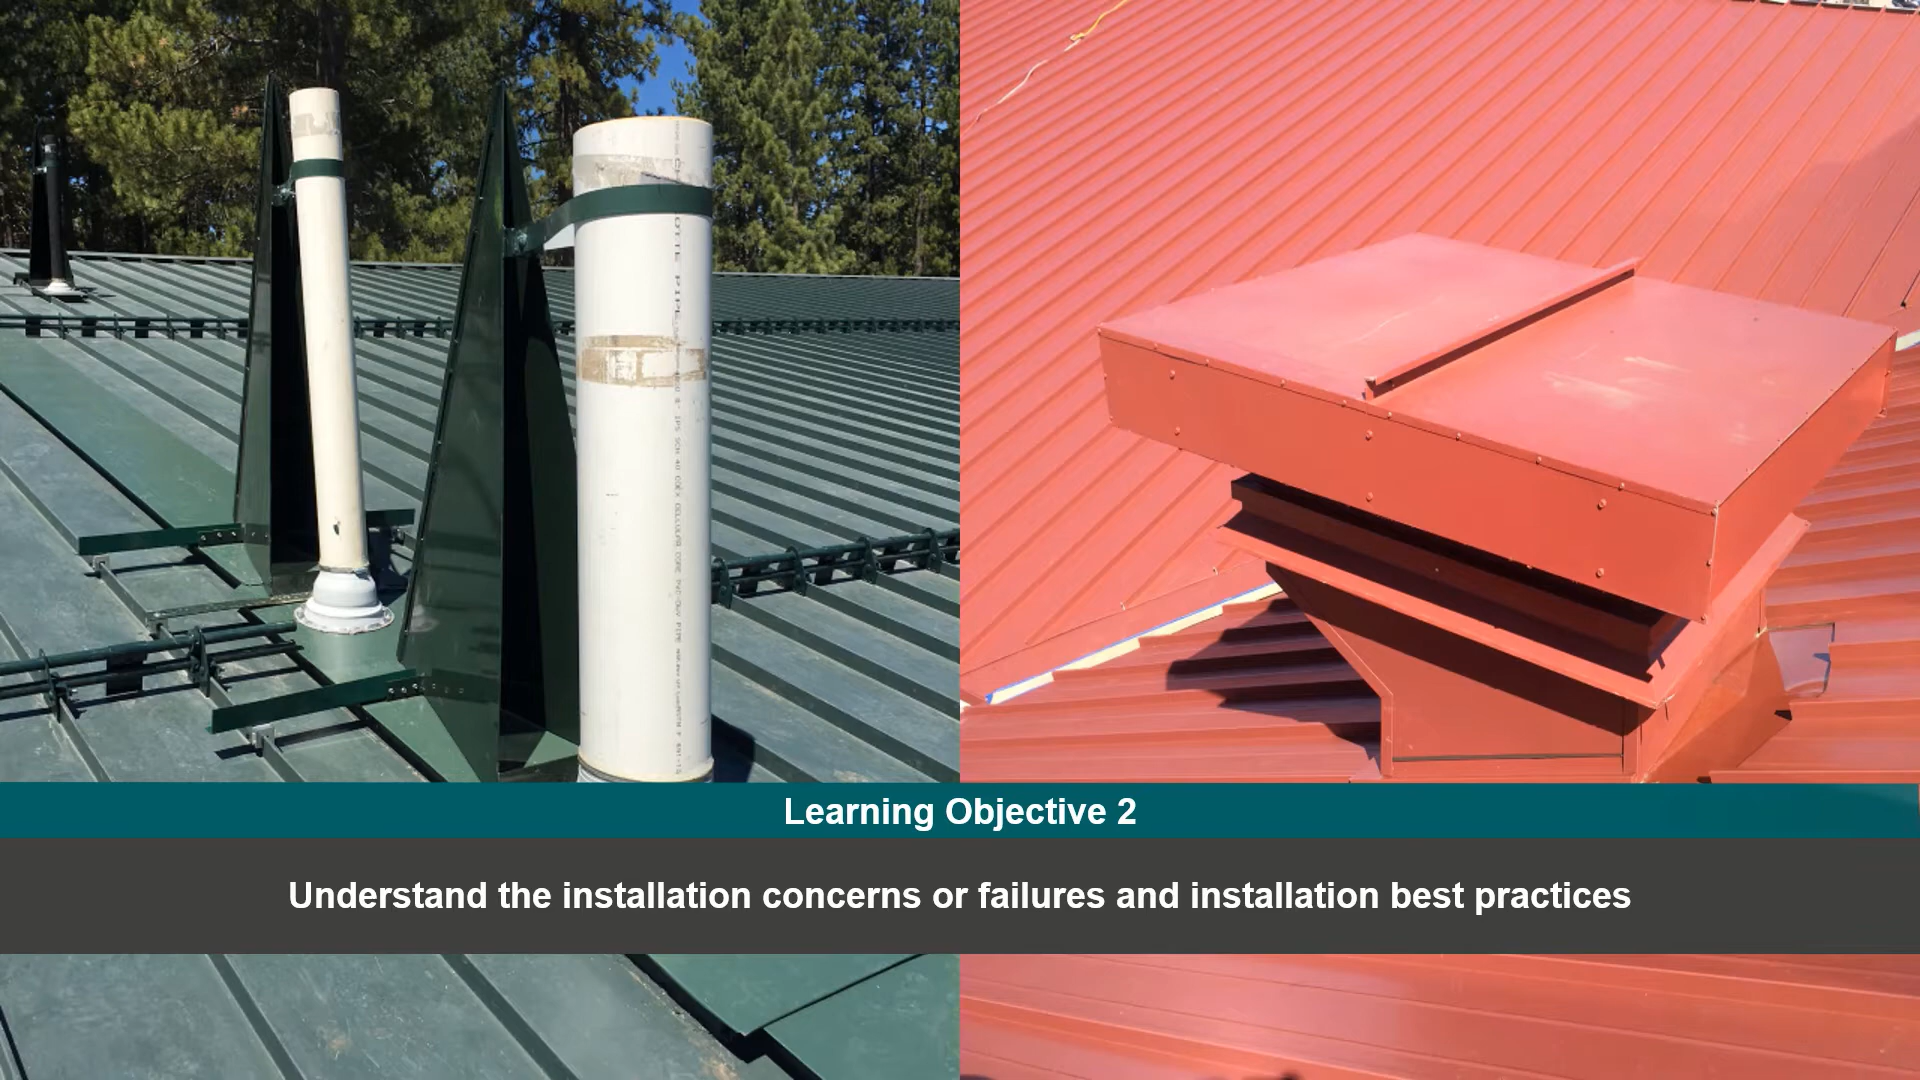 Learning Objective 2
Understand the installation concerns or failures and installation best practices